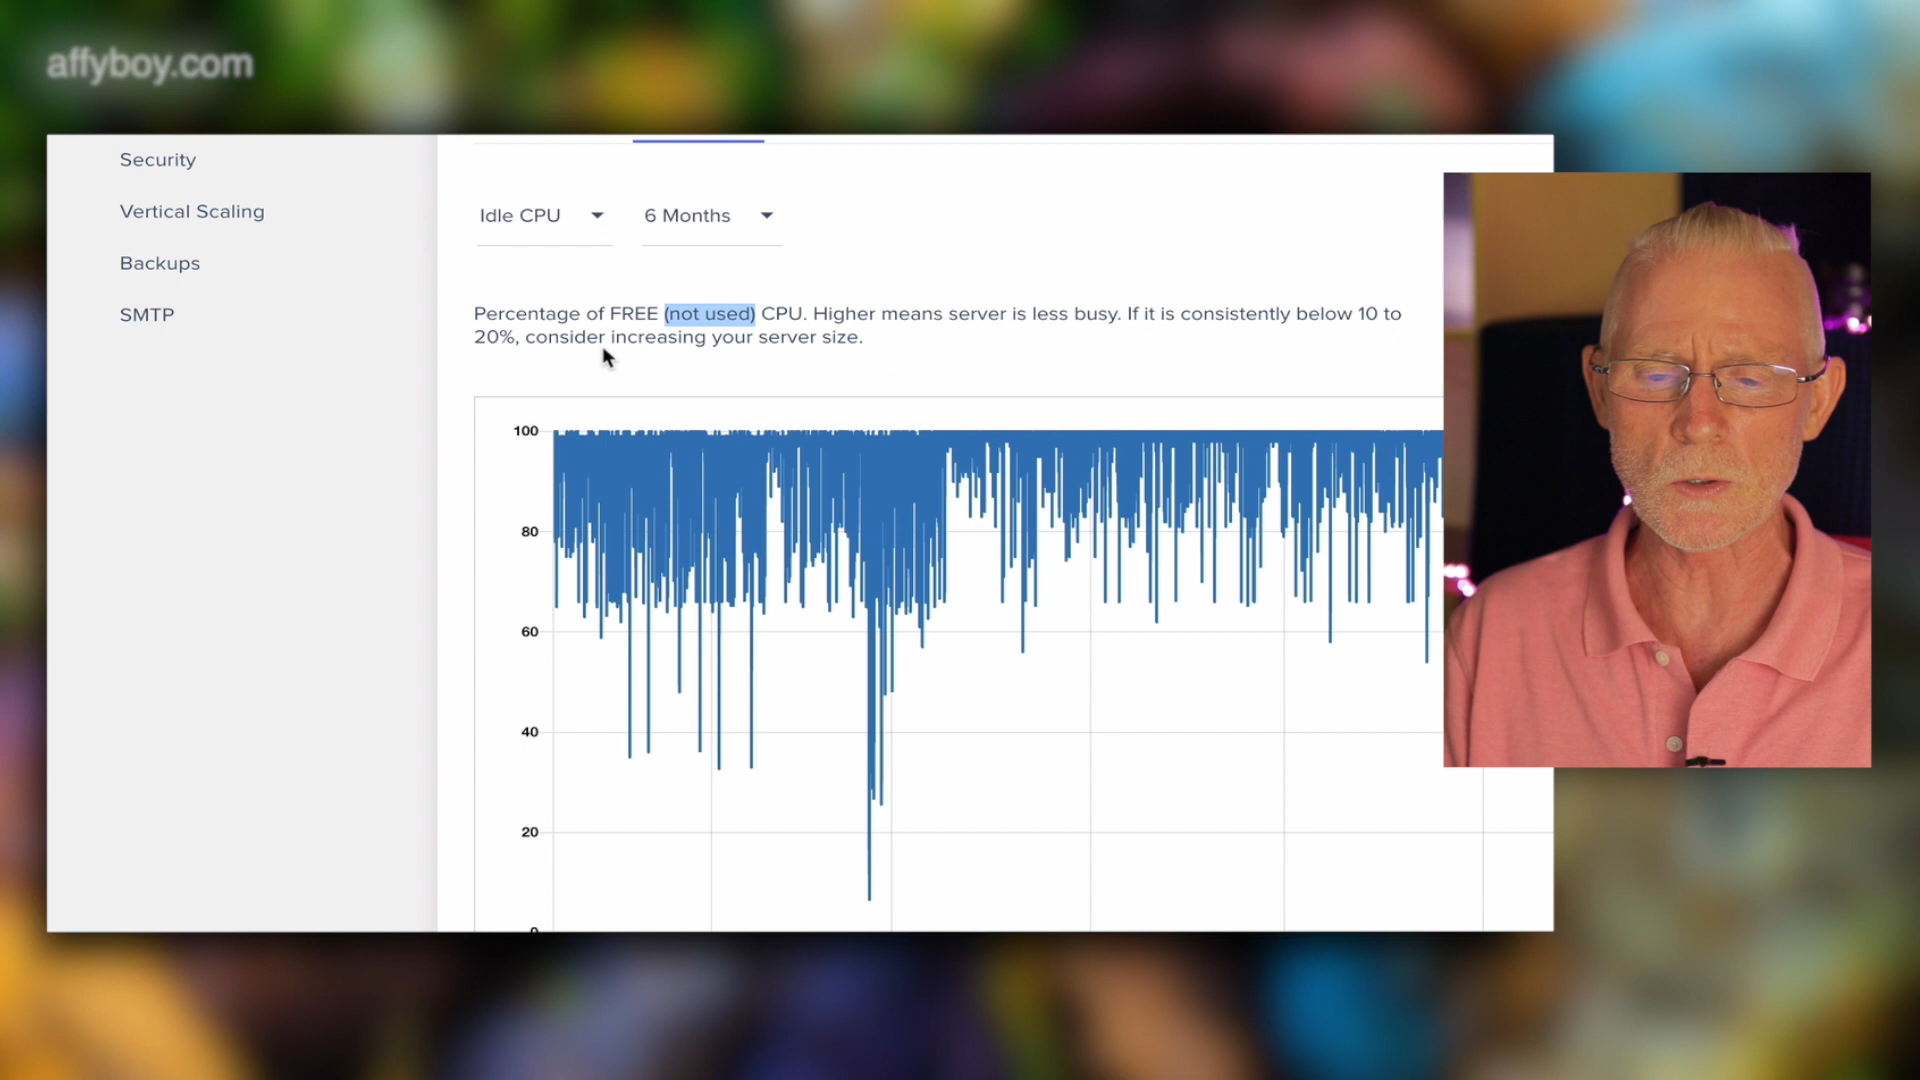 affyboy.com
Security
Vertical Scaling
Backups
SMTP
Idle CPU
6 Months
Percentage of FREE (not used) CPU. Higher means server is less busy. If it is consistently below 10 to
20%, consider increasing your server size.
100
80
60
40
20
0